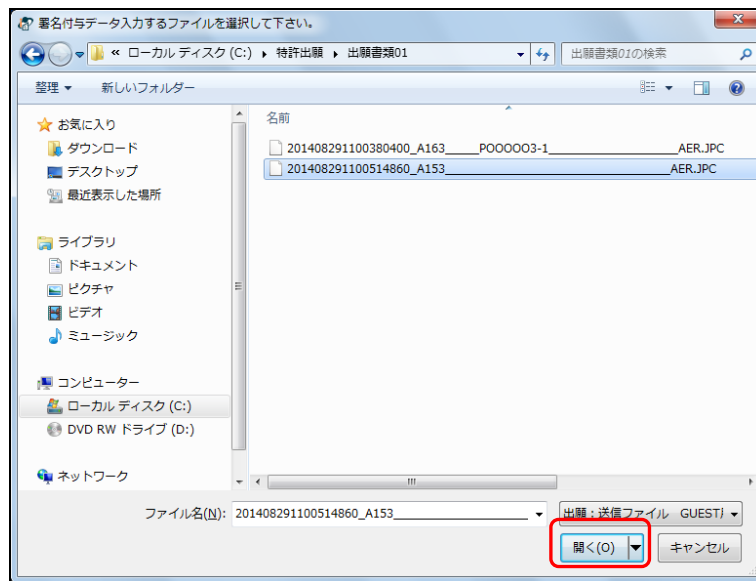 署名付与データ入力するファイルを選択して下さい。
« ローカル ディスク (C:) ▸ 特許出願 ▸ 出願書類01
出願書類01の検索
整理 ▼ 新しいフォルダー
名前
お気に入り
ダウンロード
デスクトップ
最近表示した場所
ライブラリ
ドキュメント
ピクチャ
ビデオ
ミュージック
コンピューター
ローカル ディスク (C:)
DVD RW ドライブ (D:)
ネットワーク
201408291100380400_A163_____POOOOO3-1____________________AER.JPC
201408291100514860_A153___________________________________AER.JPC
ファイル名(N): 201408291100514860_A153____________________
出願：送信ファイル GUEST
開く(O)
キャンセル